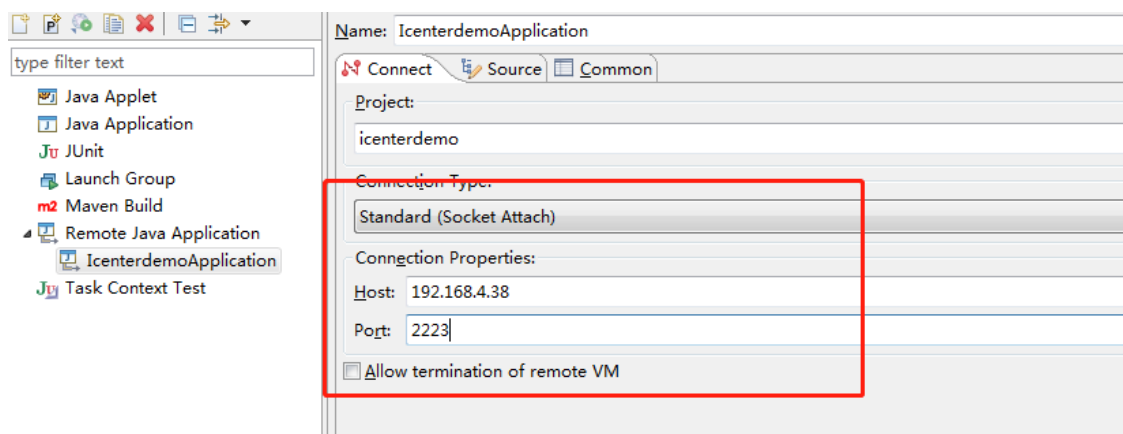 type filter text
Java Applet
Java Application
JUnit
Launch Group
m2 Maven Build
Remote Java Application
IcenterdemoApplication
Task Context Test
Name: IcenterdemoApplication
Connect Source Common
Project:
icenterdemo
Connection Type:
Standard (Socket Attach)
Connection Properties:
Host: 192.168.4.38
Port: 2223
Allow termination of remote VM